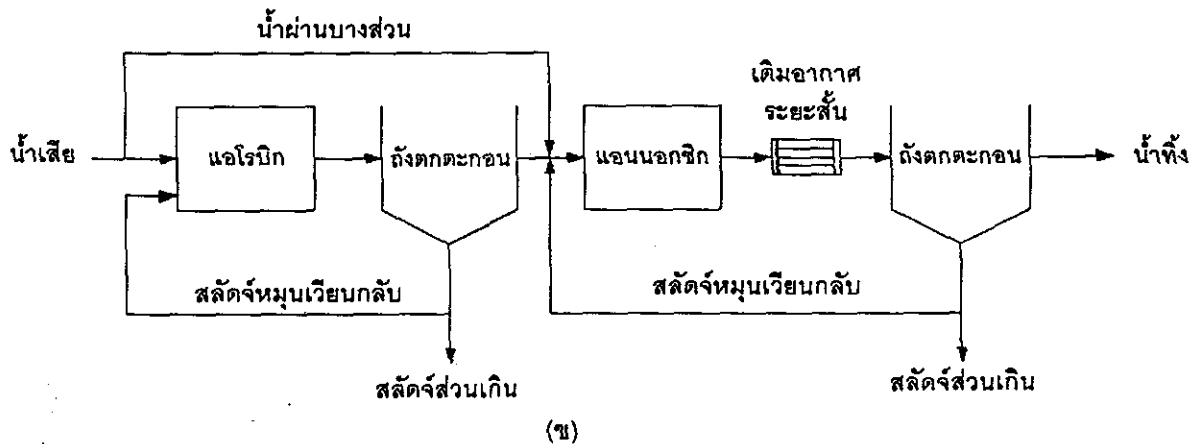 น้ำผ่านบางส่วน
เติมอากาศ
ระยะสั้น
น้ำเสีย
แอโรบิก
ถังตกตะกอน
แอนนอกซิก
ถังตกตะกอน
น้ำทิ้ง
สลัดจ์หมุนเวียนกลับ
สลัดจ์หมุนเวียนกลับ
สลัดจ์ส่วนเกิน
สลัดจ์ส่วนเกิน
(ซ)